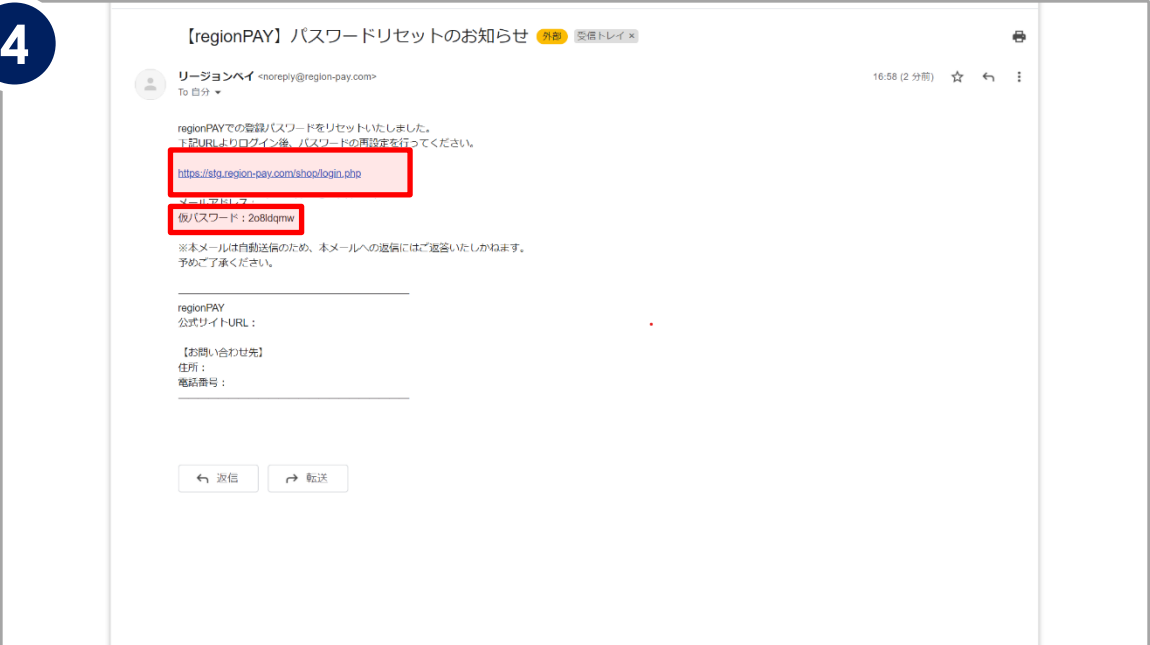 4
【regionPAY】パスワードリセットのお知らせ 外部 受信トレイ ×
リージョンペイ <noreply@region-pay.com> 16:58 (2 分前)
To 自分
regionPAYでの登録パスワードをリセットいたしました。
下記URLよりログイン後、パスワードの再設定を行ってください。
https://stg.region-pay.com/shop/login.php
メールアドレス：
仮パスワード：2o8ldqmw
※本メールは自動送信のため、本メールへの返信にはご返答いたしかねます。
予めご了承ください。
regionPAY
公式サイトURL：
【お問い合わせ先】
住所：
電話番号：
返信 転送